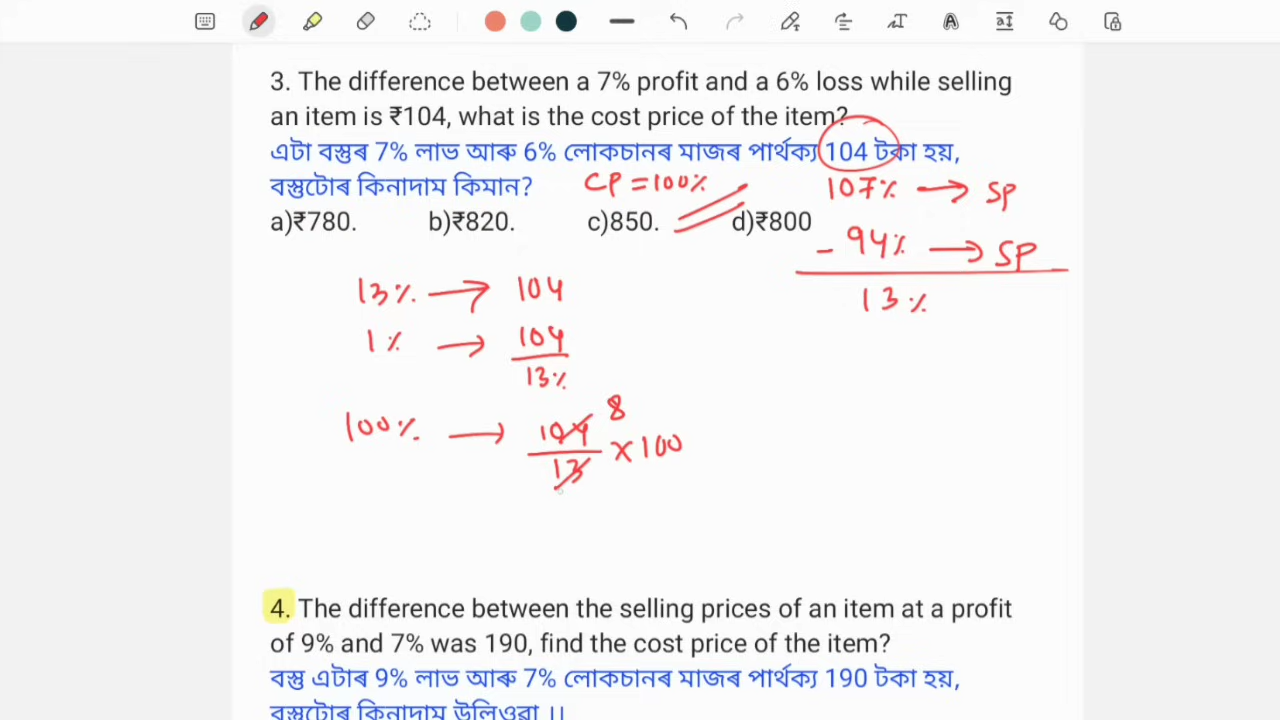 3. The difference between a 7% profit and a 6% loss while selling
an item is ₹104, what is the cost price of the item?
এটা বস্তুৰ 7% লাভ আৰু 6% লোকচানৰ মাজৰ পাৰ্থক্য 104 টকা হয়,
বস্তুটোৰ কিনাদাম কিমান?
CP = 100%
a)₹780. b)₹820. c)850. d)₹800
107% → SP
- 94% → SP
13%
13% → 104
1% → 104
13%
100% → 104 8
13 × 100
4. The difference between the selling prices of an item at a profit
of 9% and 7% was 190, find the cost price of the item?
বস্তু এটাৰ 9% লাভ আৰু 7% লোকচানৰ মাজৰ পাৰ্থক্য 190 টকা হয়,
বস্তুটোৰ কিনাদাম উলিওৱা ।।